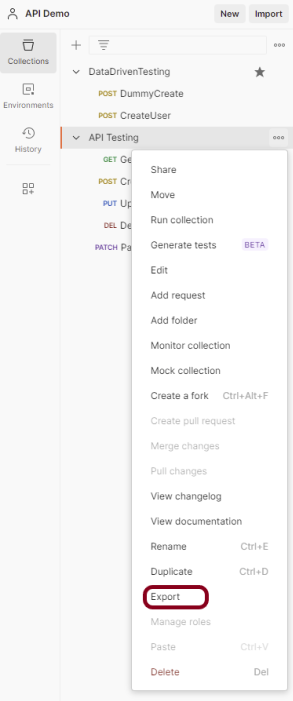 API Demo New Import
Collections
DataDrivenTesting
POST DummyCreate
POST CreateUser
Environments
API Testing
History
GET Ge
POST Cr
PUT Up
DEL De
PATCH Pa
Share
Move
Run collection
Generate tests BETA
Edit
Add request
Add folder
Monitor collection
Mock collection
Create a fork Ctrl+Alt+F
Create pull request
Merge changes
Pull changes
View changelog
View documentation
Rename Ctrl+E
Duplicate Ctrl+D
Export
Manage roles
Paste Ctrl+V
Delete Del